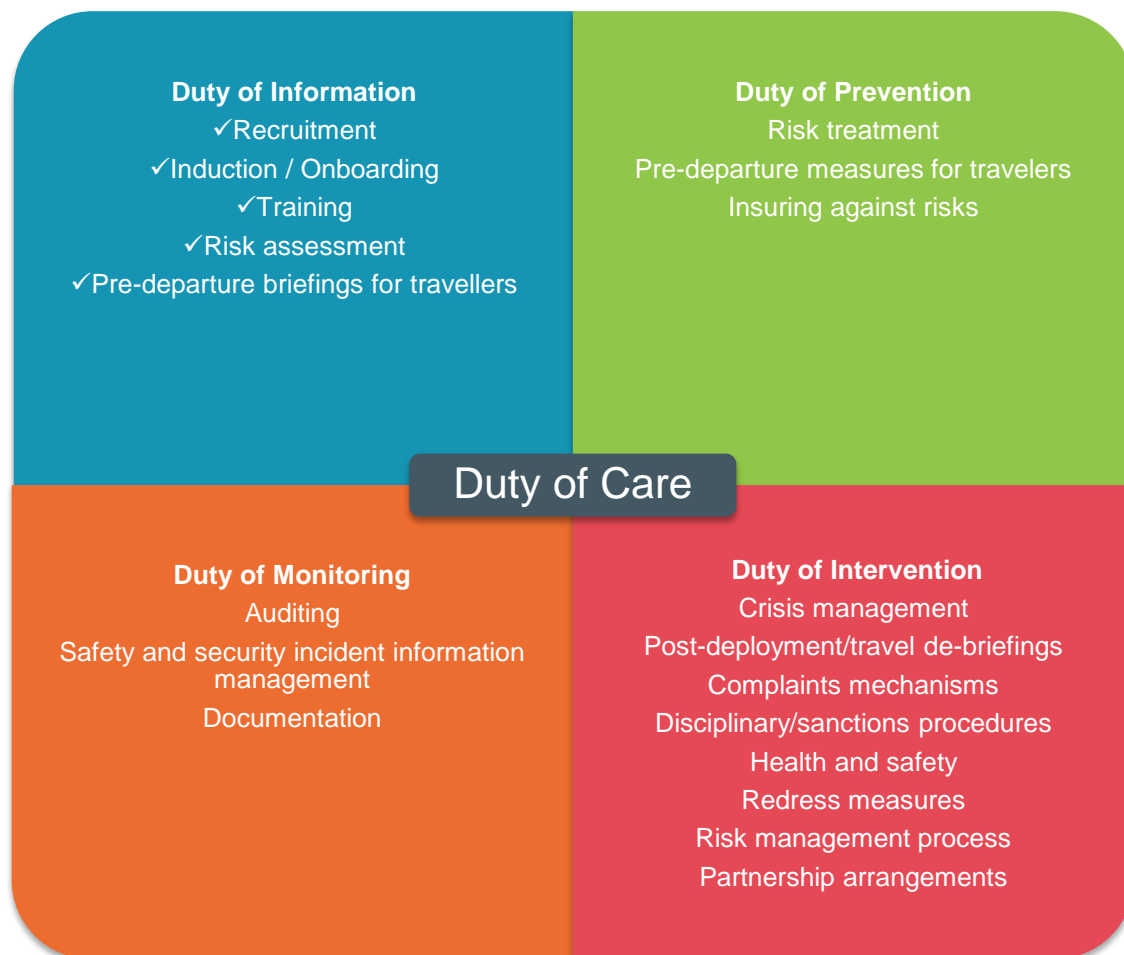 Duty of Information
✓Recruitment
✓Induction / Onboarding
✓Training
✓Risk assessment
✓Pre-departure briefings for travellers
Duty of Prevention
Risk treatment
Pre-departure measures for travelers
Insuring against risks
Duty of Care
Duty of Monitoring
Auditing
Safety and security incident information
management
Documentation
Duty of Intervention
Crisis management
Post-deployment/travel de-briefings
Complaints mechanisms
Disciplinary/sanctions procedures
Health and safety
Redress measures
Risk management process
Partnership arrangements